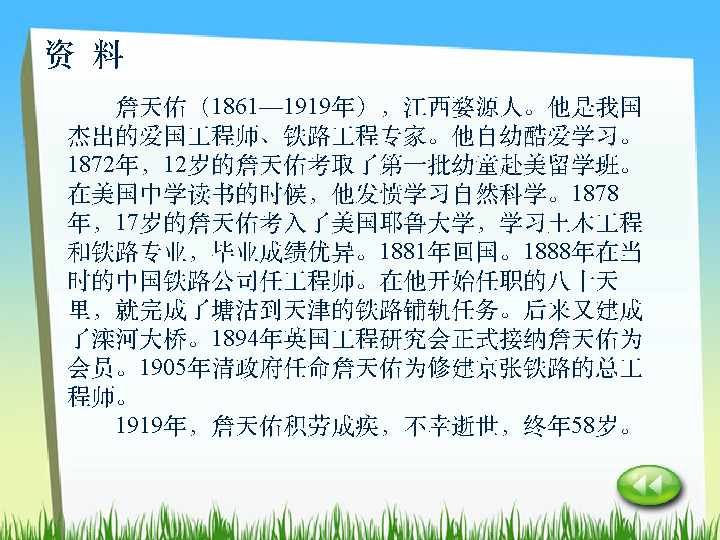 资 料
詹天佑（1861—1919年），江西婺源人。他是我国
杰出的爱国工程师、铁路工程专家。他自幼酷爱学习。
1872年，12岁的詹天佑考取了第一批幼童赴美留学班。
在美国中学读书的时候，他发愤学习自然科学。1878
年，17岁的詹天佑考入了美国耶鲁大学，学习土木工程
和铁路专业，毕业成绩优异。1881年回国。1888年在当
时的中国铁路公司任工程师。在他开始任职的八十天
里，就完成了塘沽到天津的铁路铺轨任务。后来又建成
了滦河大桥。1894年英国工程研究会正式接纳詹天佑为
会员。1905年清政府任命詹天佑为修建京张铁路的总工
程师。
1919年，詹天佑积劳成疾，不幸逝世，终年58岁。